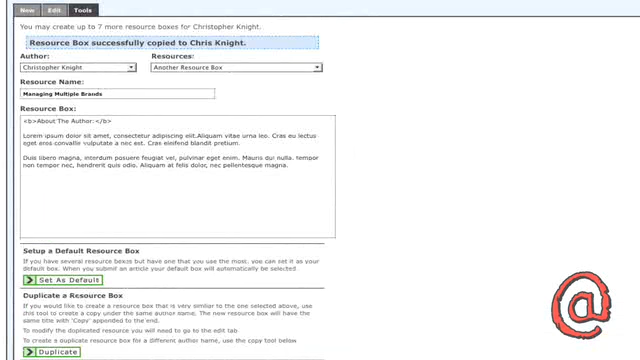 New Edit Tools
You may create up to 7 more resource boxes for Christopher Knight.
Resource Box successfully copied to Chris Knight.
Author: Resources:
Christopher Knight Another Resource Box
Resource Name:
Managing Multiple Brands
Resource Box:
<b>About The Author:</b>
Lorem ipsum dolor sit amet, consectetur adipiscing elit.Aliquam vitae urna leo. Cras eu lectus
eget eros convallis vulputate a nec est. Cras eleifend blandit pretium.
Duis libero magna, interdum posuere feugiat vel, pulvinar eget enim. Mauris dui nulla, tempor
non tempor nec, hendrerit quis odio. Aliquam at felis dolor, nec pellentesque magna.
Setup a Default Resource Box
If you have several resource boxes but have one that you use the most, you can set it as your
default box. When you submit an article your default box will automatically be selected.
Set As Default
Duplicate a Resource Box
If you would like to create a resource box that is very similar to the one selected above, use
this tool to create a copy under the same author name. The new resource box will have the
same title with 'Copy' appended to the end.
To modify the duplicated resource you will need to go to the edit tab
To create a duplicate resource box for a different author name, use the copy tool below
Duplicate
@